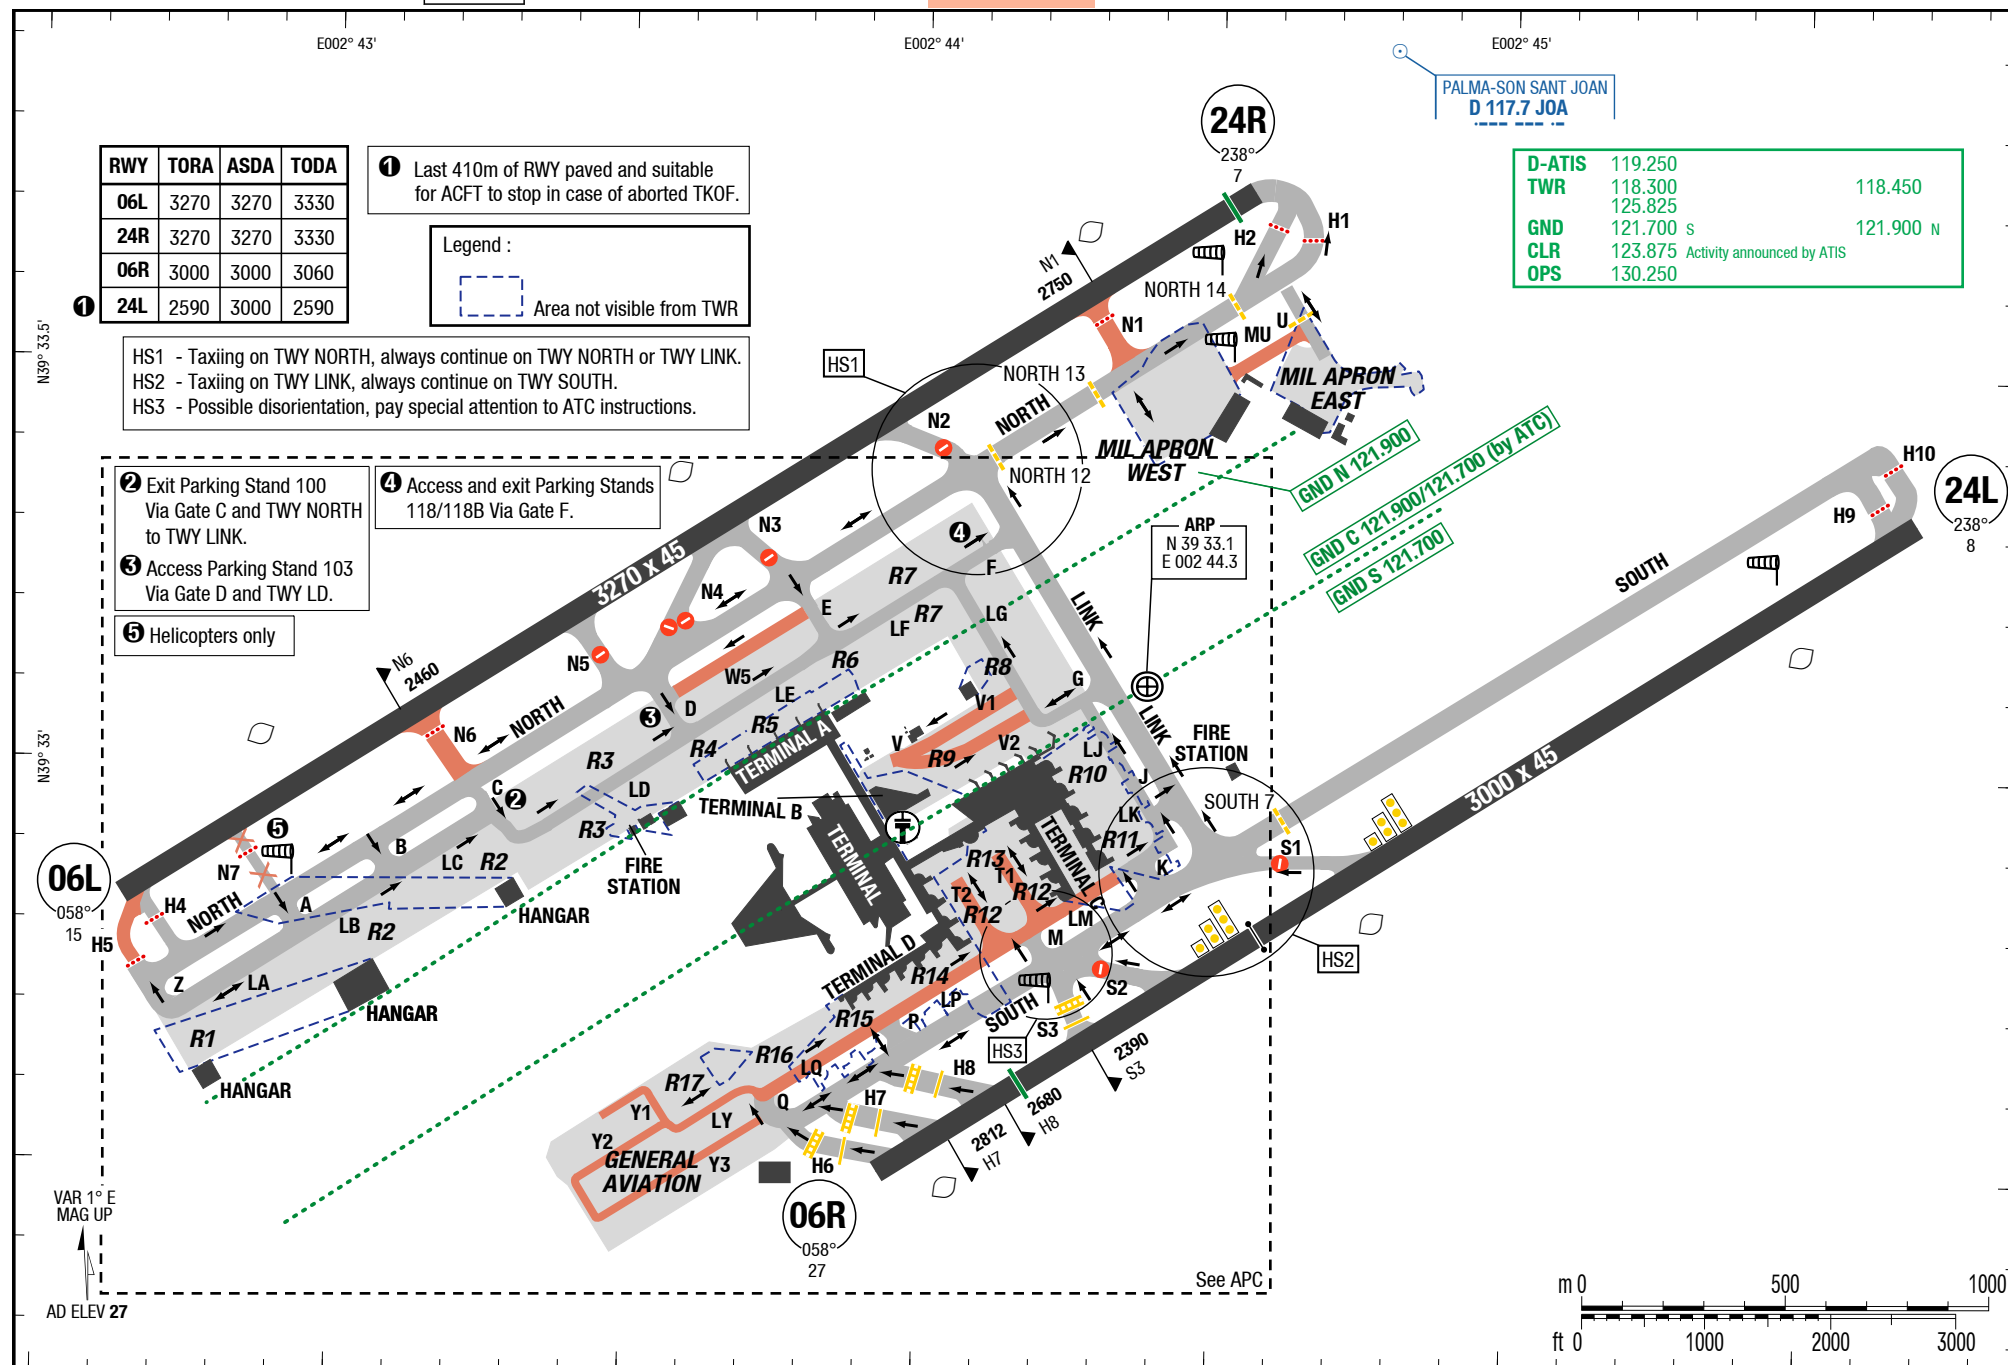 E002° 43'
E002° 44'
E002° 45'
PALMA-SON SANT JOAN
D 117.7 JOA
24R
238°
7
RWY TORA ASDA TODA
06L 3270 3270 3330
24R 3270 3270 3330
06R 3000 3000 3060
❶ 24L 2590 3000 2590
❶ Last 410m of RWY paved and suitable
for ACFT to stop in case of aborted TKOF.
Legend :
Area not visible from TWR
D-ATIS 119.250
TWR 118.300 118.450
125.825
GND 121.700 S 121.900 N
CLR 123.875 Activity announced by ATIS
OPS 130.250
HS1 - Taxiing on TWY NORTH, always continue on TWY NORTH or TWY LINK.
HS2 - Taxiing on TWY LINK, always continue on TWY SOUTH.
HS3 - Possible disorientation, pay special attention to ATC instructions.
N39° 33.5'
❷ Exit Parking Stand 100
Via Gate C and TWY NORTH
to TWY LINK.
❸ Access Parking Stand 103
Via Gate D and TWY LD.
❹ Access and exit Parking Stands
118/118B Via Gate F.
❺ Helicopters only
H1
H2
N1
2750
NORTH 14
N1
MU
U
HS1
NORTH 13
MIL APRON
EAST
N2
NORTH
MIL APRON
WEST
NORTH 12
GND N 121.900
GND C 121.900/121.700 (by ATC)
GND S 121.700
H10
24L
238°
8
H9
N3
❹
ARP
N 39 33.1
E 002 44.3
3270 x 45
F
R7
N4
E
R7
LF
LG
LINK
SOUTH
N5
N6
2460
R6
W5
LE
R8
G
V1
❸
D
R5
NORTH
N6
R4
TERMINAL A
V
V2
R9
LINK
FIRE
STATION
LJ
R10
J
N39° 33'
R3
C
❷
LD
TERMINAL B
SOUTH 7
3000 x 45
LK
R3
❺
B
LC
R2
FIRE
STATION
TERMINAL
TERMINAL
R11
S1
K
06L
058°
15
N7
H4
NORTH
A
R13
T1
T2
R12
R12
HANGAR
H5
LB
R2
LM
M
HS2
TERMINAL D
Z
LA
R14
S2
HANGAR
LP
SOUTH
S3
R1
R15
P
HS3
2390
S3
R16
LQ
H8
HANGAR
R17
H7
2680
H8
Y1
Q
LY
2812
H7
Y2
GENERAL
AVIATION
Y3
H6
06R
058°
27
VAR 1° E
MAG UP
AD ELEV 27
See APC
m 0 500 1000
ft 0 1000 2000 3000